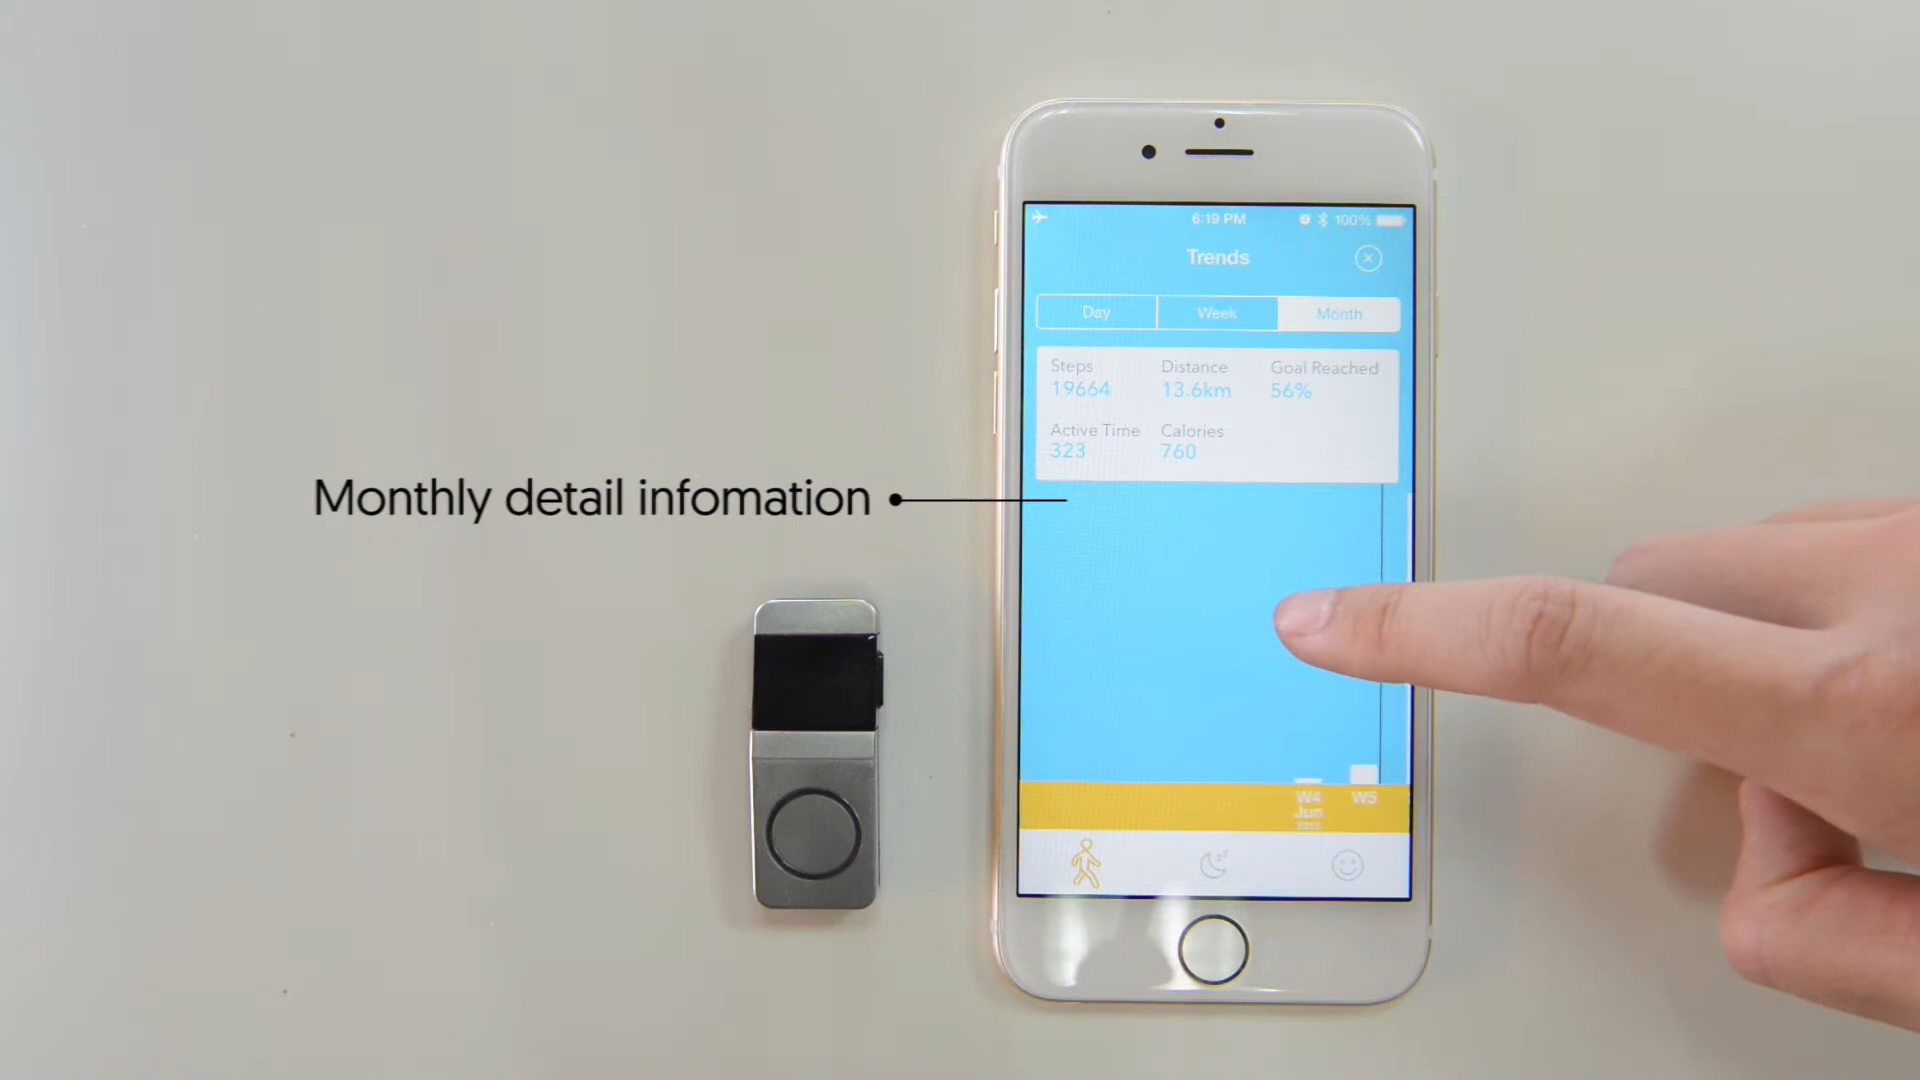 6:19 PM 100%
Trends
Day Week Month
Steps Distance Goal Reached
19664 13.6km 56%
Active Time Calories
323 760
Monthly detail infomation
W4 W5
Jun